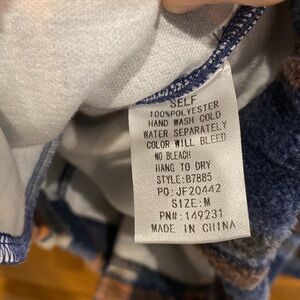 SELF
100%POLYESTER
HAND WASH COLD
WATER SEPARATELY
COLOR WILL BLEED
NO BLEACH
HANG TO DRY
STYLE:B7885
PO:JF20442
SIZE:M
PN#:149231
MADE IN CHINA